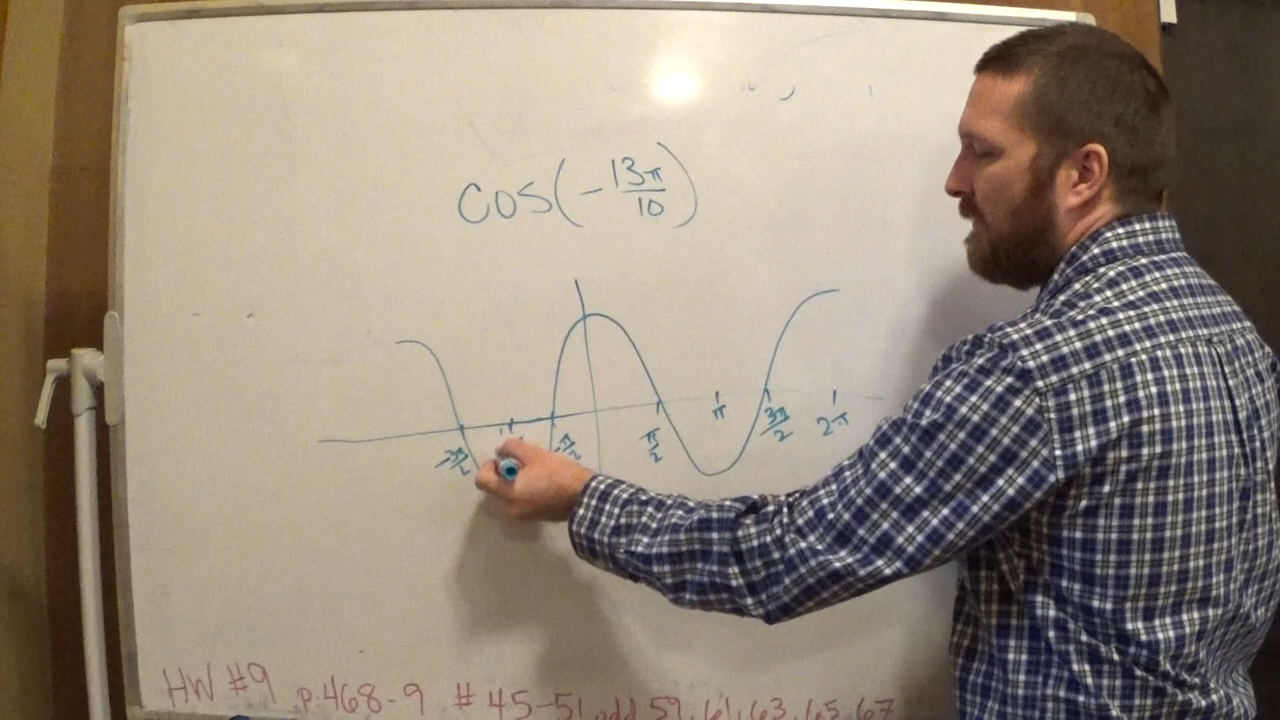 cos(-13π/10)
-3π/2 -π/2 π/2 π 3π/2 2π
HW #9 p.468-9 # 45-51 odd 59, 61, 63, 65, 67